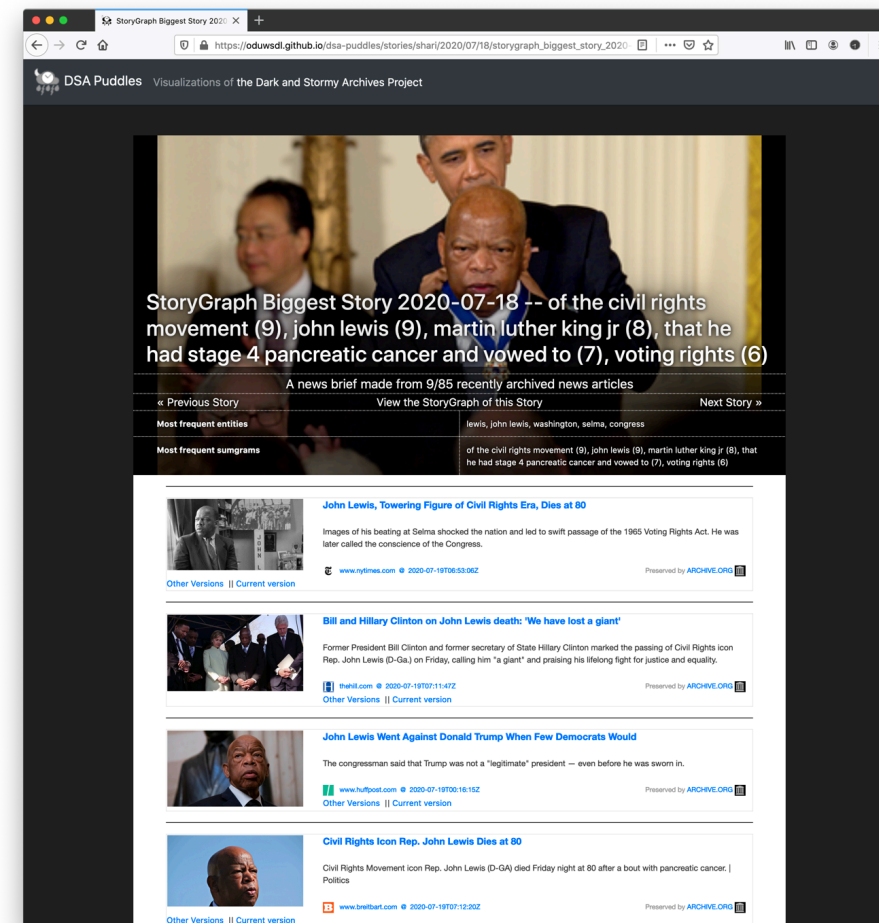 StoryGraph Biggest Story 2020
https://oduwsdl.github.io/dsa-puddles/stories/shari/2020/07/18/storygraph_biggest_story_2020-
DSA Puddles Visualizations of the Dark and Stormy Archives Project
StoryGraph Biggest Story 2020-07-18 -- of the civil rights
movement (9), john lewis (9), martin luther king jr (8), that he
had stage 4 pancreatic cancer and vowed to (7), voting rights (6)
A news brief made from 9/85 recently archived news articles
« Previous Story View the StoryGraph of this Story Next Story »
Most frequent entities lewis, john lewis, washington, selma, congress
Most frequent sumgrams of the civil rights movement (9), john lewis (9), martin luther king jr (8), that
he had stage 4 pancreatic cancer and vowed to (7), voting rights (6)
John Lewis, Towering Figure of Civil Rights Era, Dies at 80
Images of his beating at Selma shocked the nation and led to swift passage of the 1965 Voting Rights Act. He was
later called the conscience of the Congress.
www.nytimes.com @ 2020-07-19T06:53:06Z Preserved by ARCHIVE.ORG
Other Versions || Current version
Bill and Hillary Clinton on John Lewis death: 'We have lost a giant'
Former President Bill Clinton and former secretary of State Hillary Clinton marked the passing of Civil Rights icon
Rep. John Lewis (D-Ga.) on Friday, calling him "a giant" and praising his lifelong fight for justice and equality.
thehill.com @ 2020-07-19T07:11:47Z Preserved by ARCHIVE.ORG
Other Versions || Current version
John Lewis Went Against Donald Trump When Few Democrats Would
The congressman said that Trump was not a "legitimate" president — even before he was sworn in.
www.huffpost.com @ 2020-07-19T00:16:15Z Preserved by ARCHIVE.ORG
Other Versions || Current version
Civil Rights Icon Rep. John Lewis Dies at 80
Civil Rights Movement icon Rep. John Lewis (D-GA) died Friday night at 80 after a bout with pancreatic cancer. |
Politics
www.breitbart.com @ 2020-07-19T07:12:20Z Preserved by ARCHIVE.ORG
Other Versions || Current version